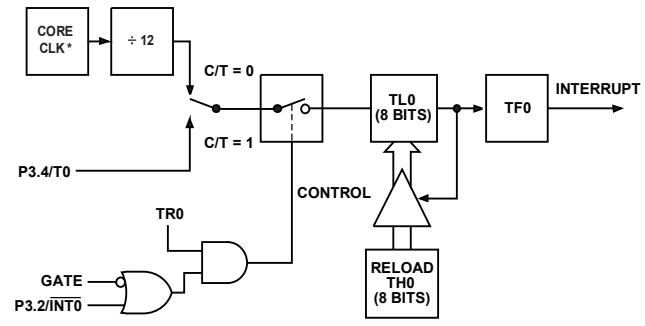 CORE
CLK*
÷ 12
C/T = 0
C/T = 1
P3.4/T0
TL0
(8 BITS)
TF0
INTERRUPT
CONTROL
TR0
GATE
P3.2/INT0
RELOAD
TH0
(8 BITS)